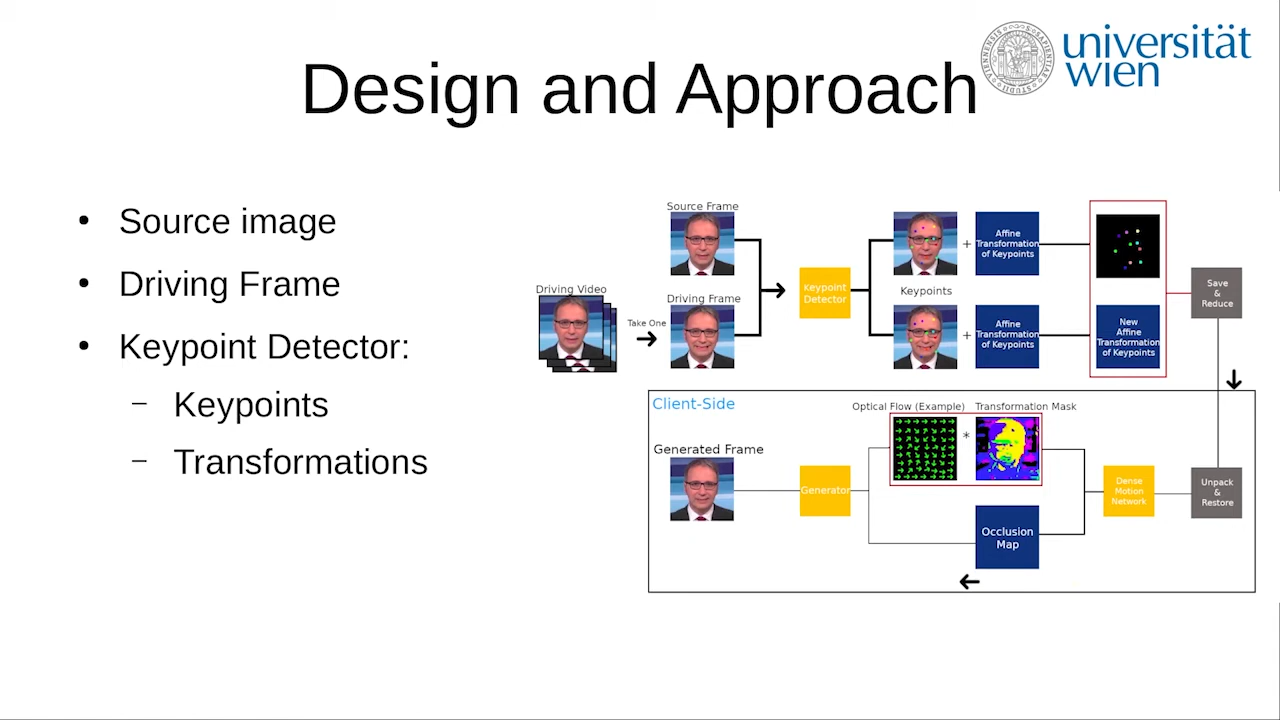 Design and Approach
universität
wien
• Source image
• Driving Frame
• Keypoint Detector:
– Keypoints
– Transformations
Source Frame
Driving Video
Take One
Driving Frame
Keypoint
Detector
Keypoints
+
Affine
Transformation
of Keypoints
+
Affine
Transformation
of Keypoints
New
Affine
Transformation
of Keypoints
Save
&
Reduce
Client-Side
Optical Flow (Example)
Transformation Mask
*
Generated Frame
Generator
Occlusion
Map
Dense
Motion
Network
Unpack
&
Restore